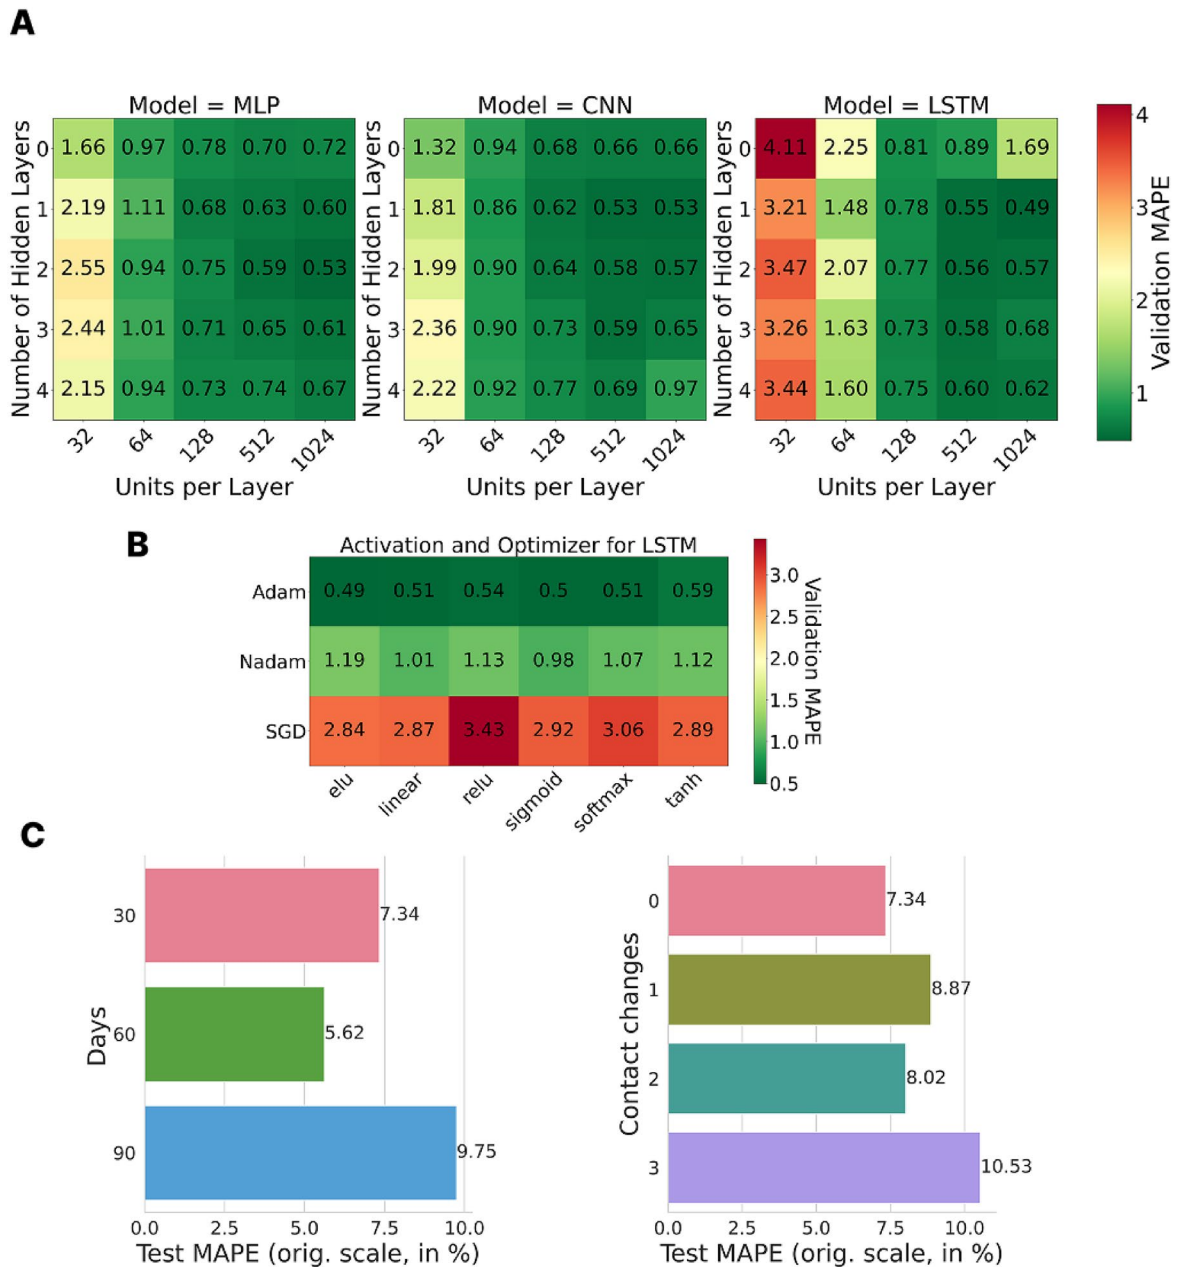 A
Model = MLP
Model = CNN
Model = LSTM
Number of Hidden Layers
0 1.66 0.97 0.78 0.70 0.72
1 2.19 1.11 0.68 0.63 0.60
2 2.55 0.94 0.75 0.59 0.53
3 2.44 1.01 0.71 0.65 0.61
4 2.15 0.94 0.73 0.74 0.67
32 64 128 512 1024
Units per Layer
Number of Hidden Layers
0 1.32 0.94 0.68 0.66 0.66
1 1.81 0.86 0.62 0.53 0.53
2 1.99 0.90 0.64 0.58 0.57
3 2.36 0.90 0.73 0.59 0.65
4 2.22 0.92 0.77 0.69 0.97
32 64 128 512 1024
Units per Layer
Number of Hidden Layers
0 4.11 2.25 0.81 0.89 1.69
1 3.21 1.48 0.78 0.55 0.49
2 3.47 2.07 0.77 0.56 0.57
3 3.26 1.63 0.73 0.58 0.68
4 3.44 1.60 0.75 0.60 0.62
32 64 128 512 1024
Units per Layer
4
3
2
1
Validation MAPE
B
Activation and Optimizer for LSTM
Adam 0.49 0.51 0.54 0.5 0.51 0.59
Nadam 1.19 1.01 1.13 0.98 1.07 1.12
SGD 2.84 2.87 3.43 2.92 3.06 2.89
elu linear relu sigmoid softmax tanh
3.0
2.5
2.0
1.5
1.0
0.5
Validation MAPE
C
Days
30 7.34
60 5.62
90 9.75
0.0 2.5 5.0 7.5 10.0
Test MAPE (orig. scale, in %)
Contact changes
0 7.34
1 8.87
2 8.02
3 10.53
0.0 2.5 5.0 7.5 10.0
Test MAPE (orig. scale, in %)